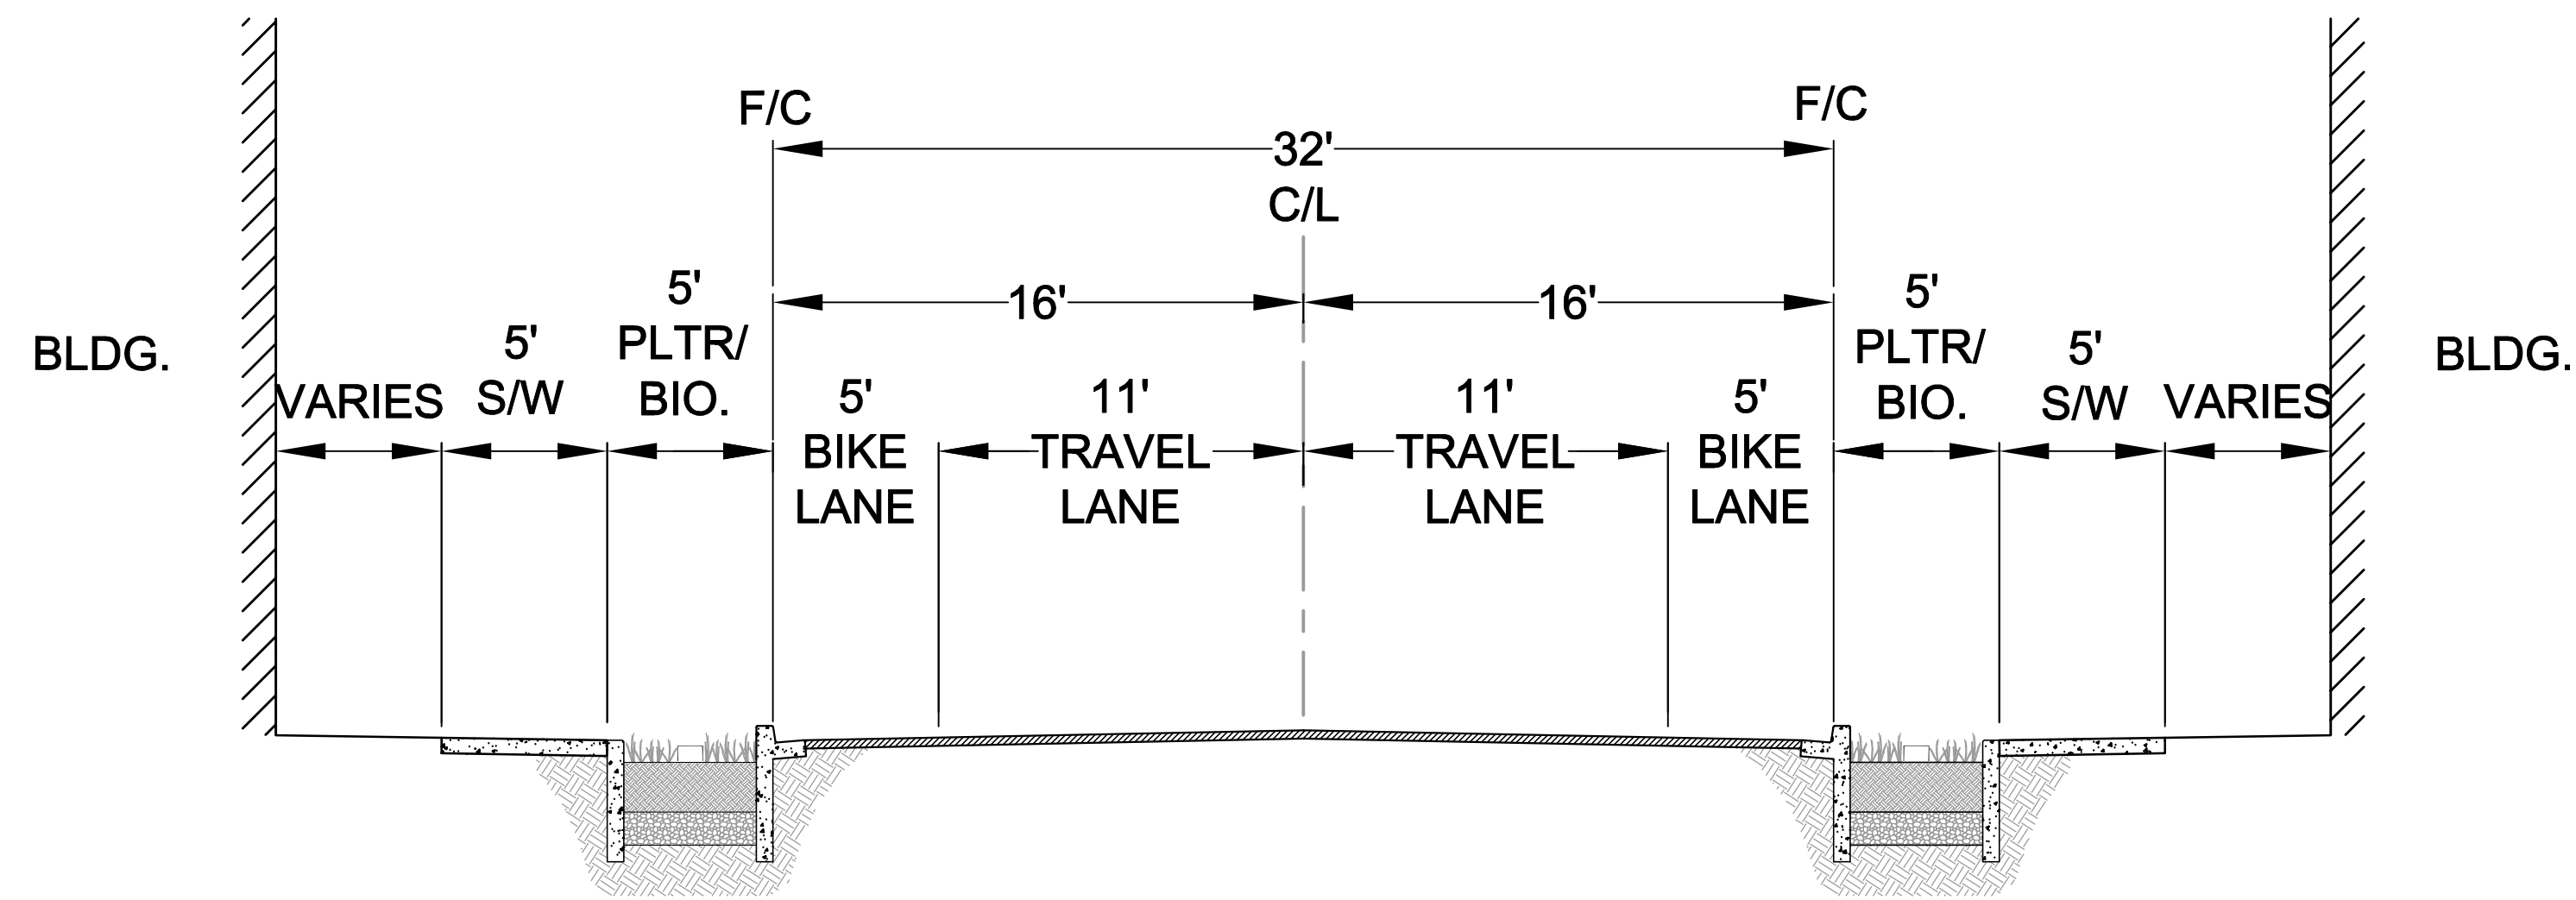 F/C
F/C
32'
C/L
16'
16'
BLDG.
VARIES
5'
S/W
5'
PLTR/
BIO.
5'
BIKE
LANE
11'
TRAVEL
LANE
11'
TRAVEL
LANE
5'
BIKE
LANE
5'
PLTR/
BIO.
5'
S/W
VARIES
BLDG.